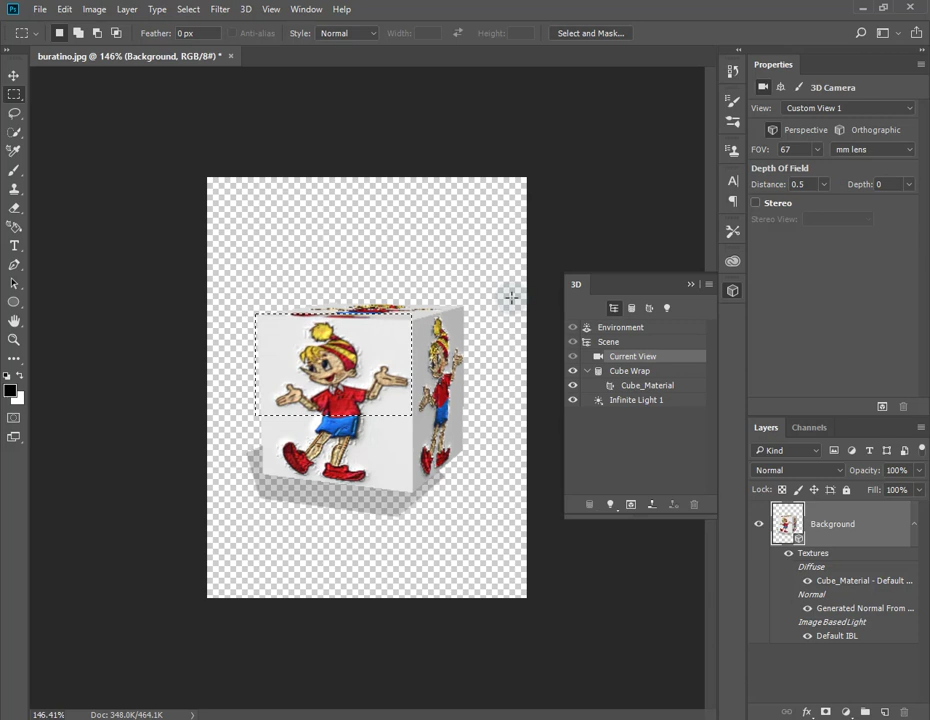 Ps File Edit Image Layer Type Select Filter 3D View Window Help
Feather: 0 px Anti-alias Style: Normal Width: Height: Select and Mask...
buratino.jpg @ 146% (Background, RGB/8#) * ×
Properties
3D Camera
View: Custom View 1
Perspective Orthographic
FOV: 67 mm lens
Depth Of Field
Distance: 0.5 Depth: 0
Stereo
Stereo View:
3D
Environment
Scene
Current View
Cube Wrap
Cube_Material
Infinite Light 1
Layers Channels
Kind
Normal Opacity: 100%
Lock: Fill: 100%
Background
Textures
Diffuse
Cube_Material - Default ...
Normal
Generated Normal From ...
Image Based Light
Default IBL
146.41% Doc: 348.0K/464.1K